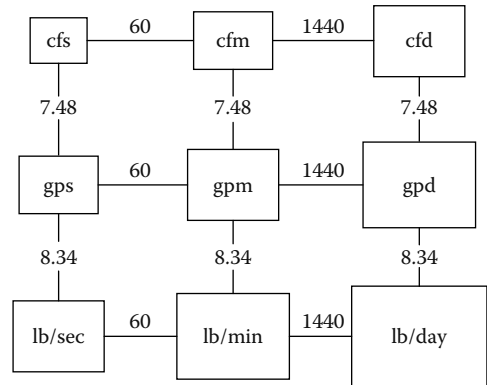 60 1440
cfs cfm cfd
7.48 7.48 7.48
60 1440
gps gpm gpd
8.34 8.34 8.34
60 1440
lb/sec lb/min lb/day